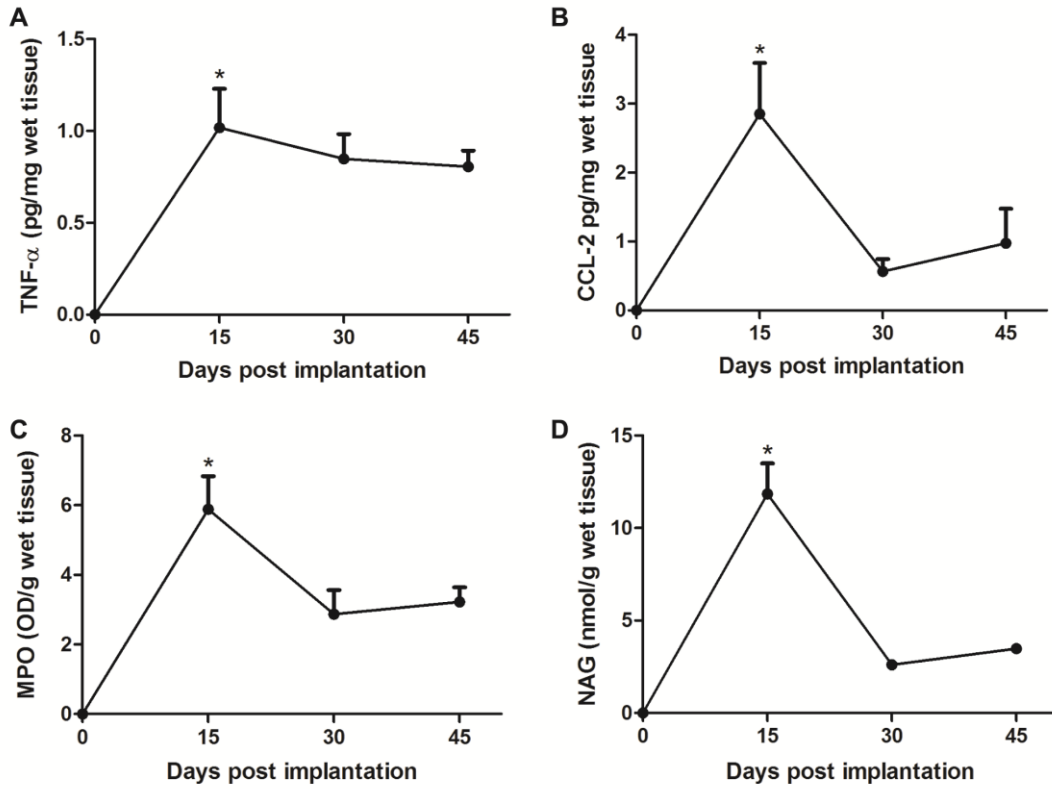 A
TNF-α (pg/mg wet tissue)
1.5
1.0
0.5
0.0
*
0 15 30 45
Days post implantation
B
CCL-2 pg/mg wet tissue
4
3
2
1
0
*
0 15 30 45
Days post implantation
C
MPO (OD/g wet tissue)
8
6
4
2
0
*
0 15 30 45
Days post implantation
D
NAG (nmol/g wet tissue)
15
10
5
0
*
0 15 30 45
Days post implantation